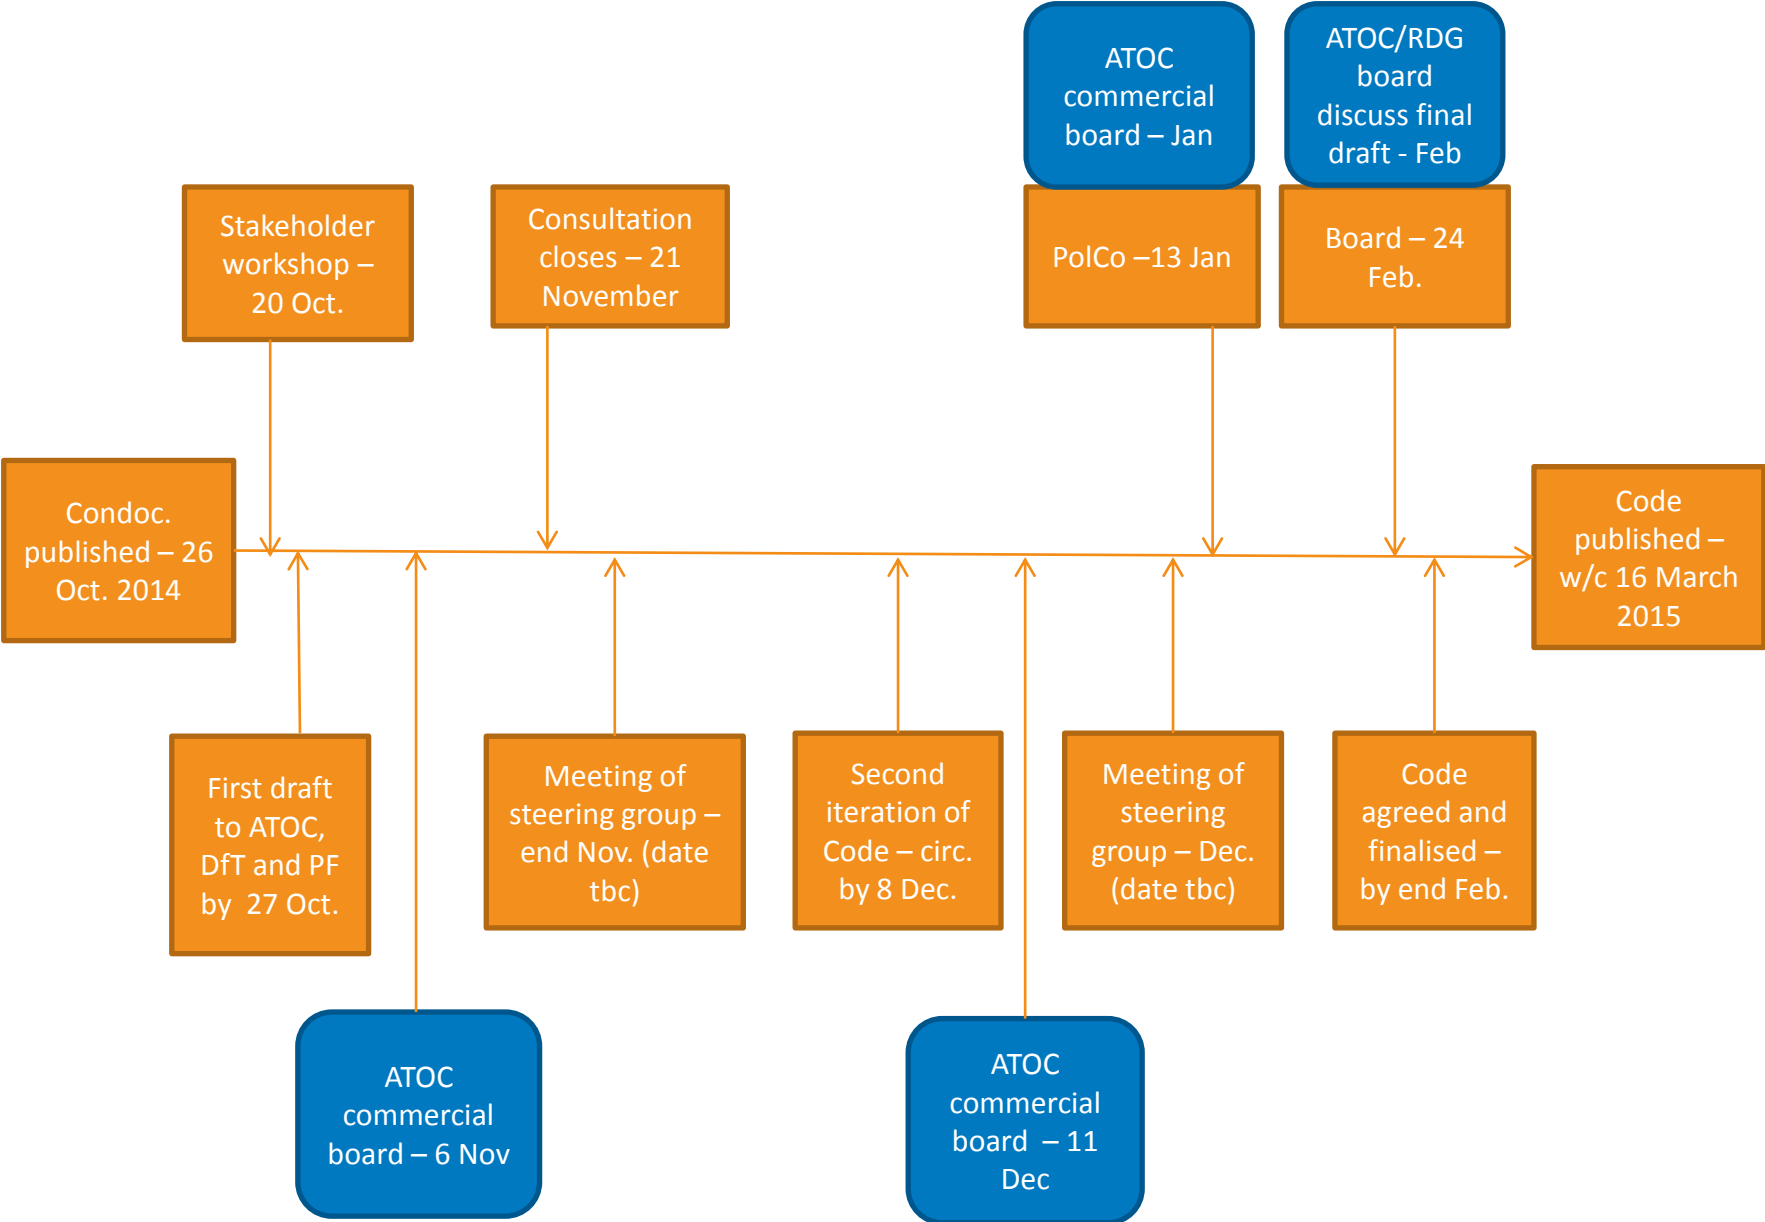 ATOC
commercial
board – Jan
ATOC/RDG
board
discuss final
draft - Feb
Stakeholder
workshop –
20 Oct.
Consultation
closes – 21
November
PolCo –13 Jan
Board – 24
Feb.
Condoc.
published – 26
Oct. 2014
Code
published –
w/c 16 March
2015
First draft
to ATOC,
DfT and PF
by  27 Oct.
Meeting of
steering group –
end Nov. (date
tbc)
Second
iteration of
Code – circ.
by 8 Dec.
Meeting of
steering
group – Dec.
(date tbc)
Code
agreed and
finalised –
by end Feb.
ATOC
commercial
board – 6 Nov
ATOC
commercial
board  – 11
Dec